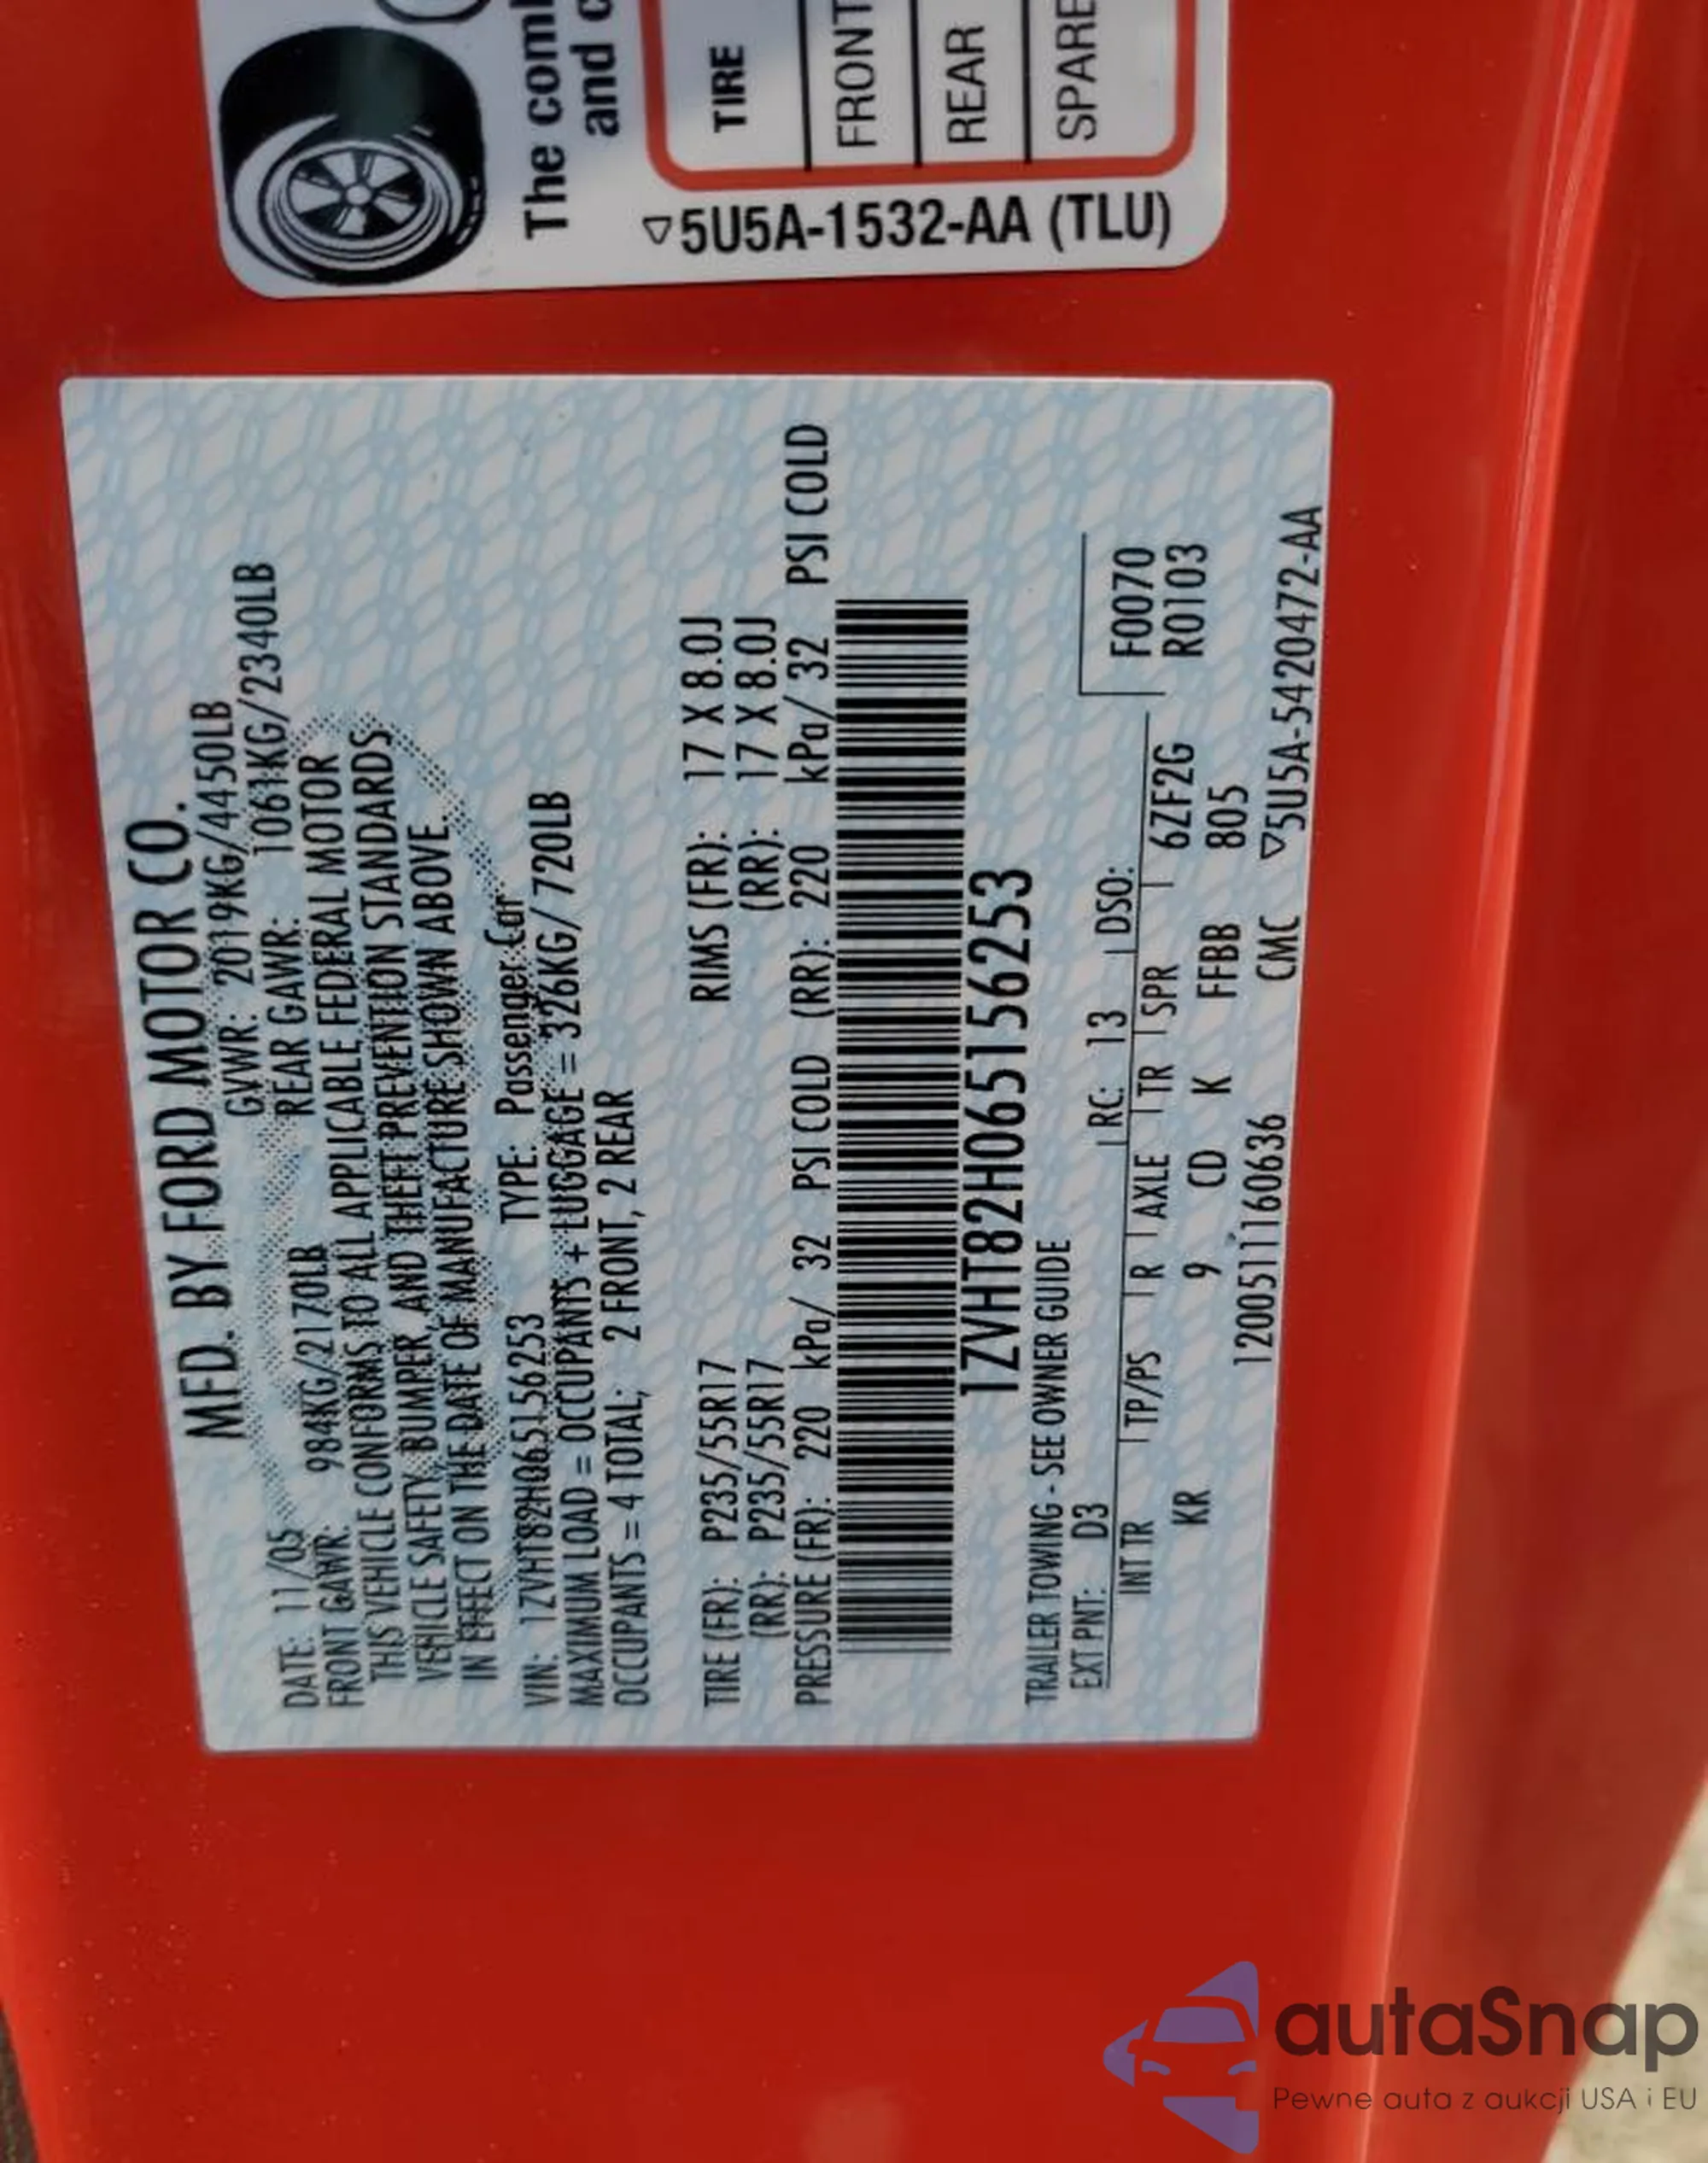 The com
and c
TIRE
FRONT
REAR
SPARE
5U5A-1532-AA (TLU)
MFD. BY FORD MOTOR CO.
DATE: 11/05 GVWR: 2019KG/4450LB
FRONT GAWR: 984KG/2170LB REAR GAWR: 1061KG/2340LB
THIS VEHICLE CONFORMS TO ALL APPLICABLE FEDERAL MOTOR
VEHICLE SAFETY, BUMPER, AND THEFT PREVENTION STANDARDS
IN EFFECT ON THE DATE OF MANUFACTURE SHOWN ABOVE.
VIN: 1ZVHT82H065156253 TYPE: Passenger Car
MAXIMUM LOAD = OCCUPANTS + LUGGAGE = 326KG/720LB
OCCUPANTS = 4 TOTAL; 2 FRONT, 2 REAR
TIRE (FR): P235/55R17 RIMS (FR): 17 X 8.0J
(RR): P235/55R17 (RR): 17 X 8.0J
PRESSURE (FR): 220 kPa/ 32 PSI COLD (RR): 220 kPa/ 32 PSI COLD
1ZVHT82H065156253
TRAILER TOWING - SEE OWNER GUIDE
EXT PNT: D3 RC: 13 DSO:
INT TR TP/PS R AXLE TR SPR 6ZF2G F0070
KR 9 CD K FFBB 805 R0103
120051116​0636 CMC 5U5A-5420472-AA
autaSnap
Pewne auta z aukcji USA i EU